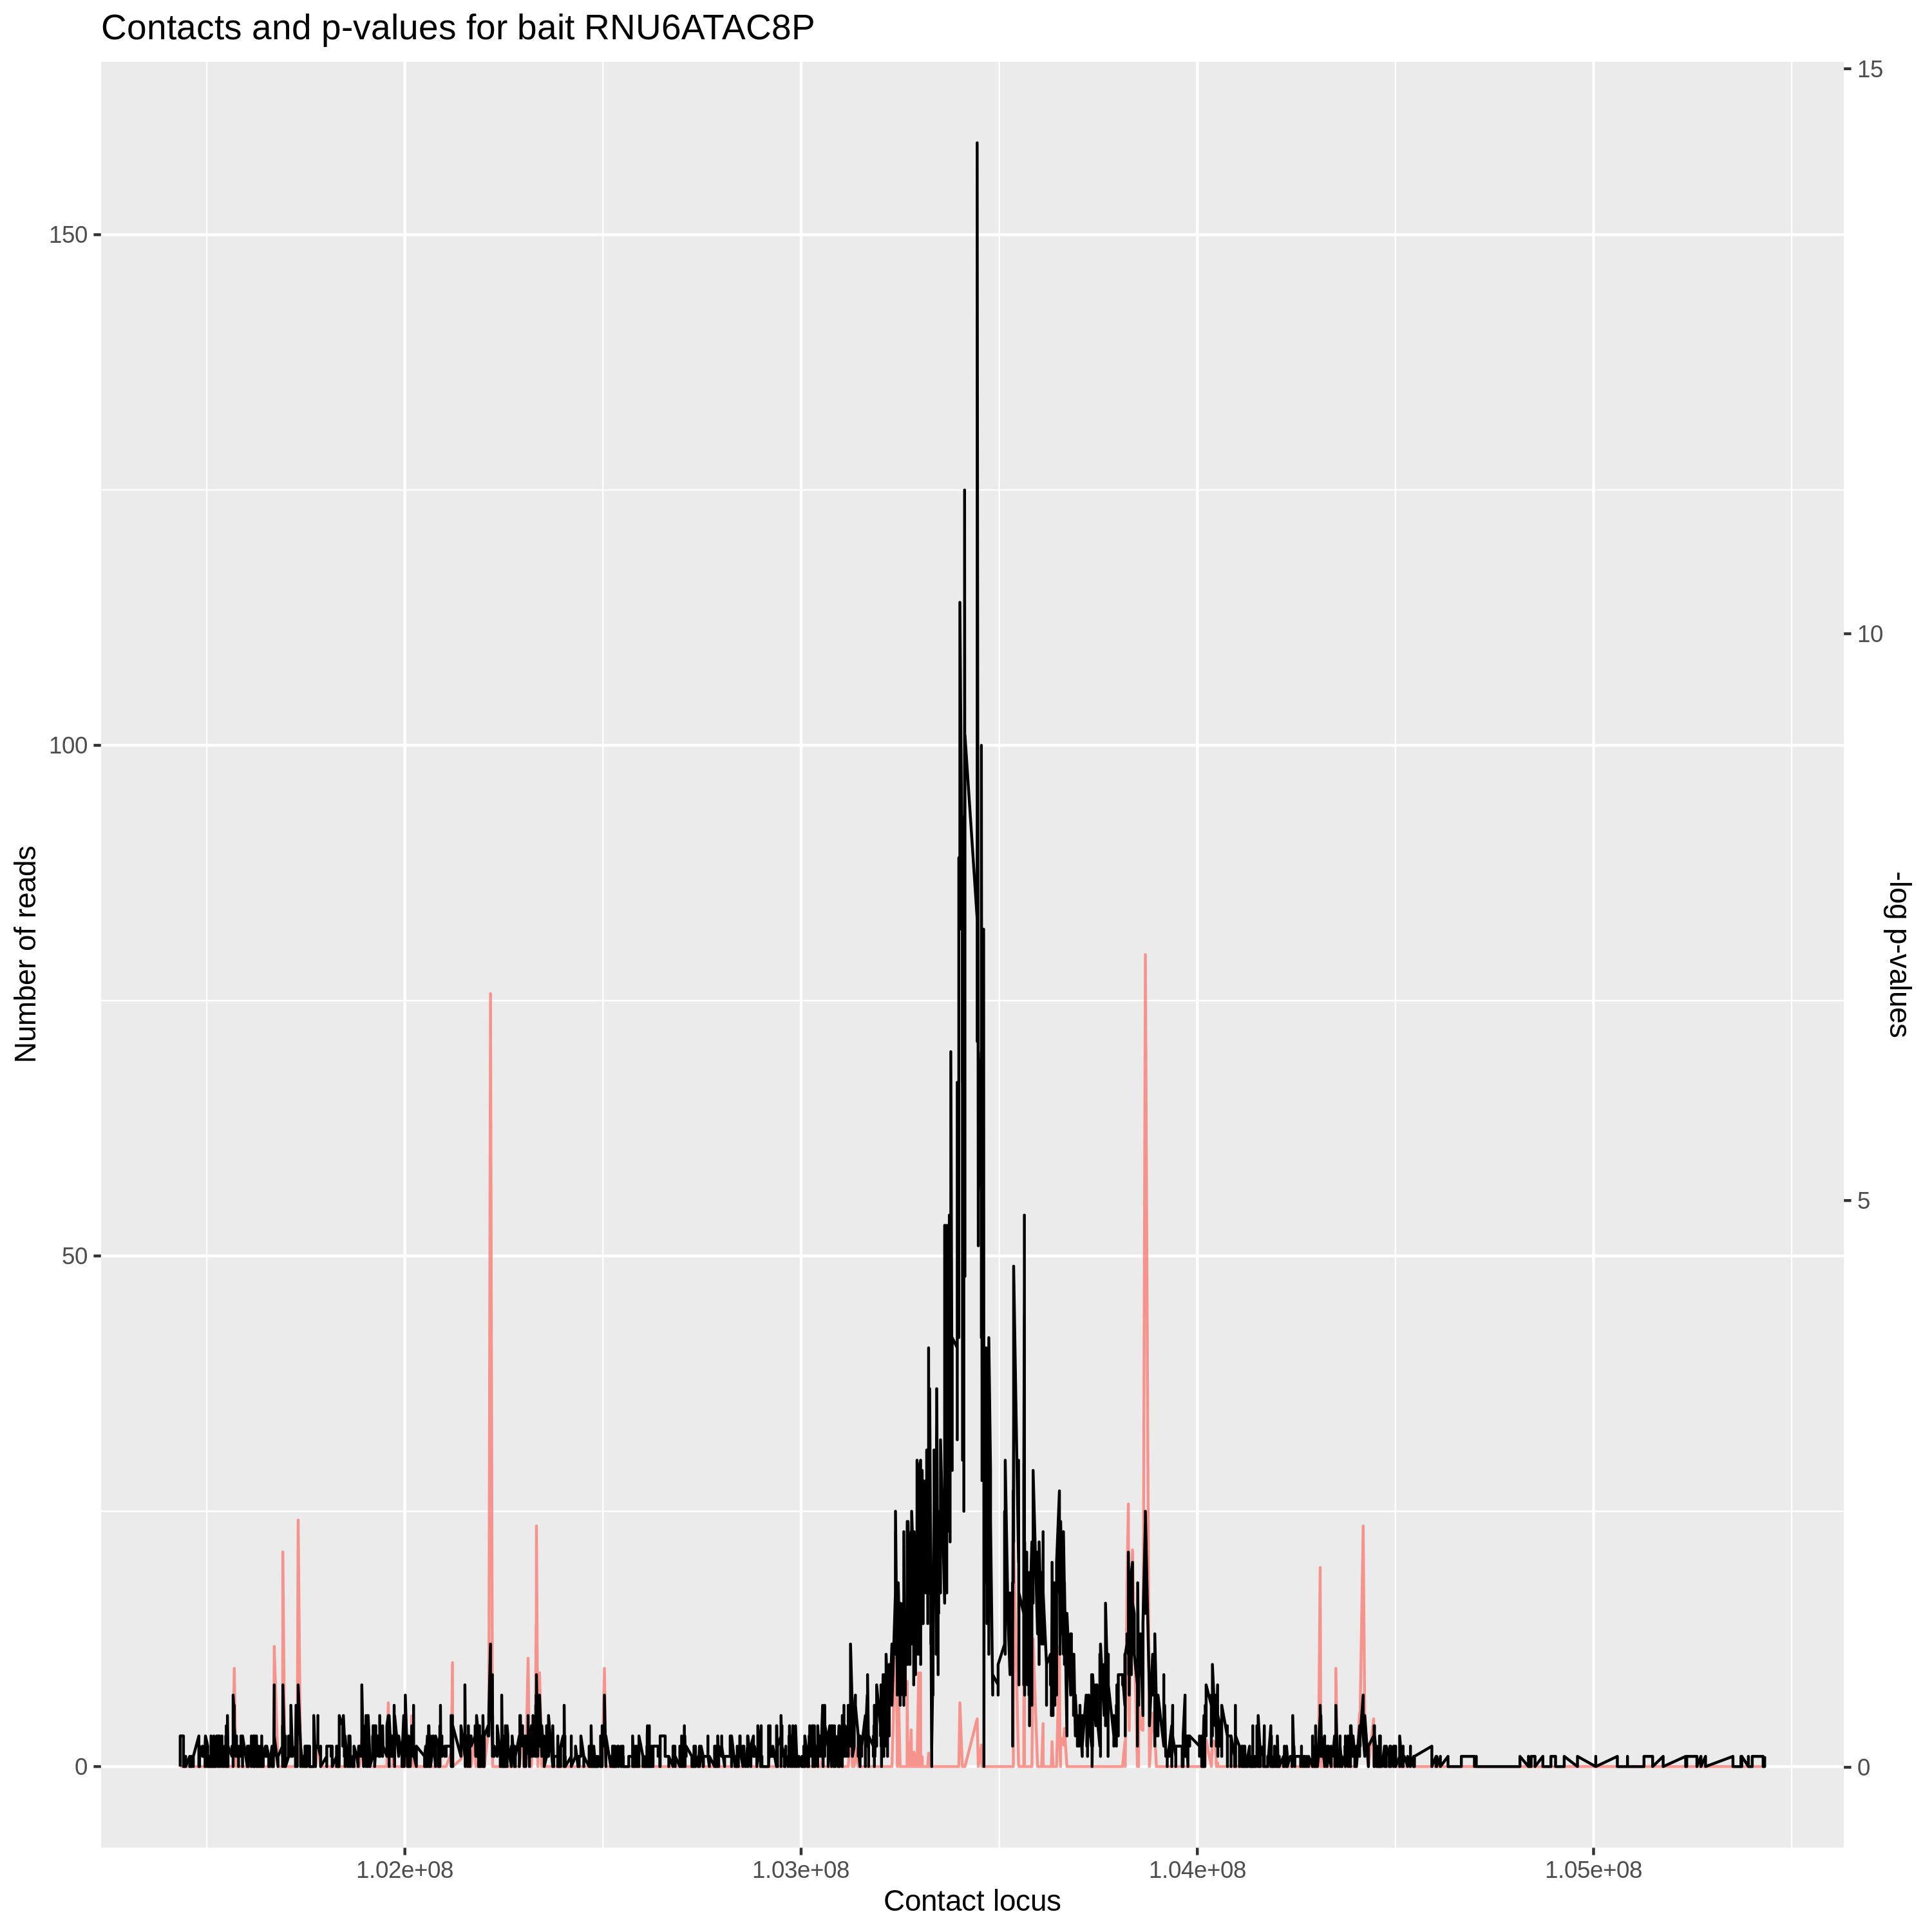 Contacts and p-values for bait RNU6ATAC8P
15
150
10
100
Number of reads
-log p-values
5
50
0
0
1.02e+08
1.03e+08
1.04e+08
1.05e+08
Contact locus